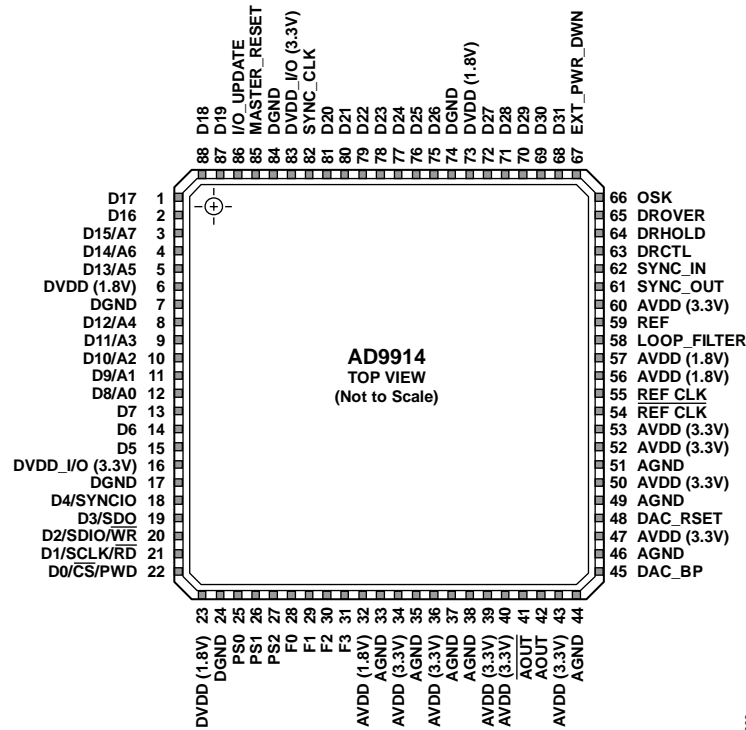 D18
D19
I/O_UPDATE
MASTER_RESET
DGND
DVDD_I/O (3.3V)
SYNC_CLK
D20
D21
D22
D23
D24
D25
D26
DGND
DVDD (1.8V)
D27
D28
D29
D30
D31
EXT_PWR_DWN
88 87 86 85 84 83 82 81 80 79 78 77 76 75 74 73 72 71 70 69 68 67
D17 1
D16 2
D15/A7 3
D14/A6 4
D13/A5 5
DVDD (1.8V) 6
DGND 7
D12/A4 8
D11/A3 9
D10/A2 10
D9/A1 11
D8/A0 12
D7 13
D6 14
D5 15
DVDD_I/O (3.3V) 16
DGND 17
D4/SYNCIO 18
D3/SDO 19
D2/SDIO/W̅R̅ 20
D1/SCLK/R̅D̅ 21
D0/C̅S̅/PWD 22
AD9914
TOP VIEW
(Not to Scale)
66 OSK
65 DROVER
64 DRHOLD
63 DRCTL
62 SYNC_IN
61 SYNC_OUT
60 AVDD (3.3V)
59 REF
58 LOOP_FILTER
57 AVDD (1.8V)
56 AVDD (1.8V)
55 REF CLK
54 R̅E̅F̅ ̅C̅L̅K̅
53 AVDD (3.3V)
52 AVDD (3.3V)
51 AGND
50 AVDD (3.3V)
49 AGND
48 DAC_RSET
47 AVDD (3.3V)
46 AGND
45 DAC_BP
23 24 25 26 27 28 29 30 31 32 33 34 35 36 37 38 39 40 41 42 43 44
DVDD (1.8V)
DGND
PS0
PS1
PS2
F0
F1
F2
F3
AVDD (1.8V)
AGND
AVDD (3.3V)
AGND
AVDD (3.3V)
AGND
AGND
AVDD (3.3V)
AVDD (3.3V)
A̅O̅U̅T̅
AOUT
AVDD (3.3V)
AGND